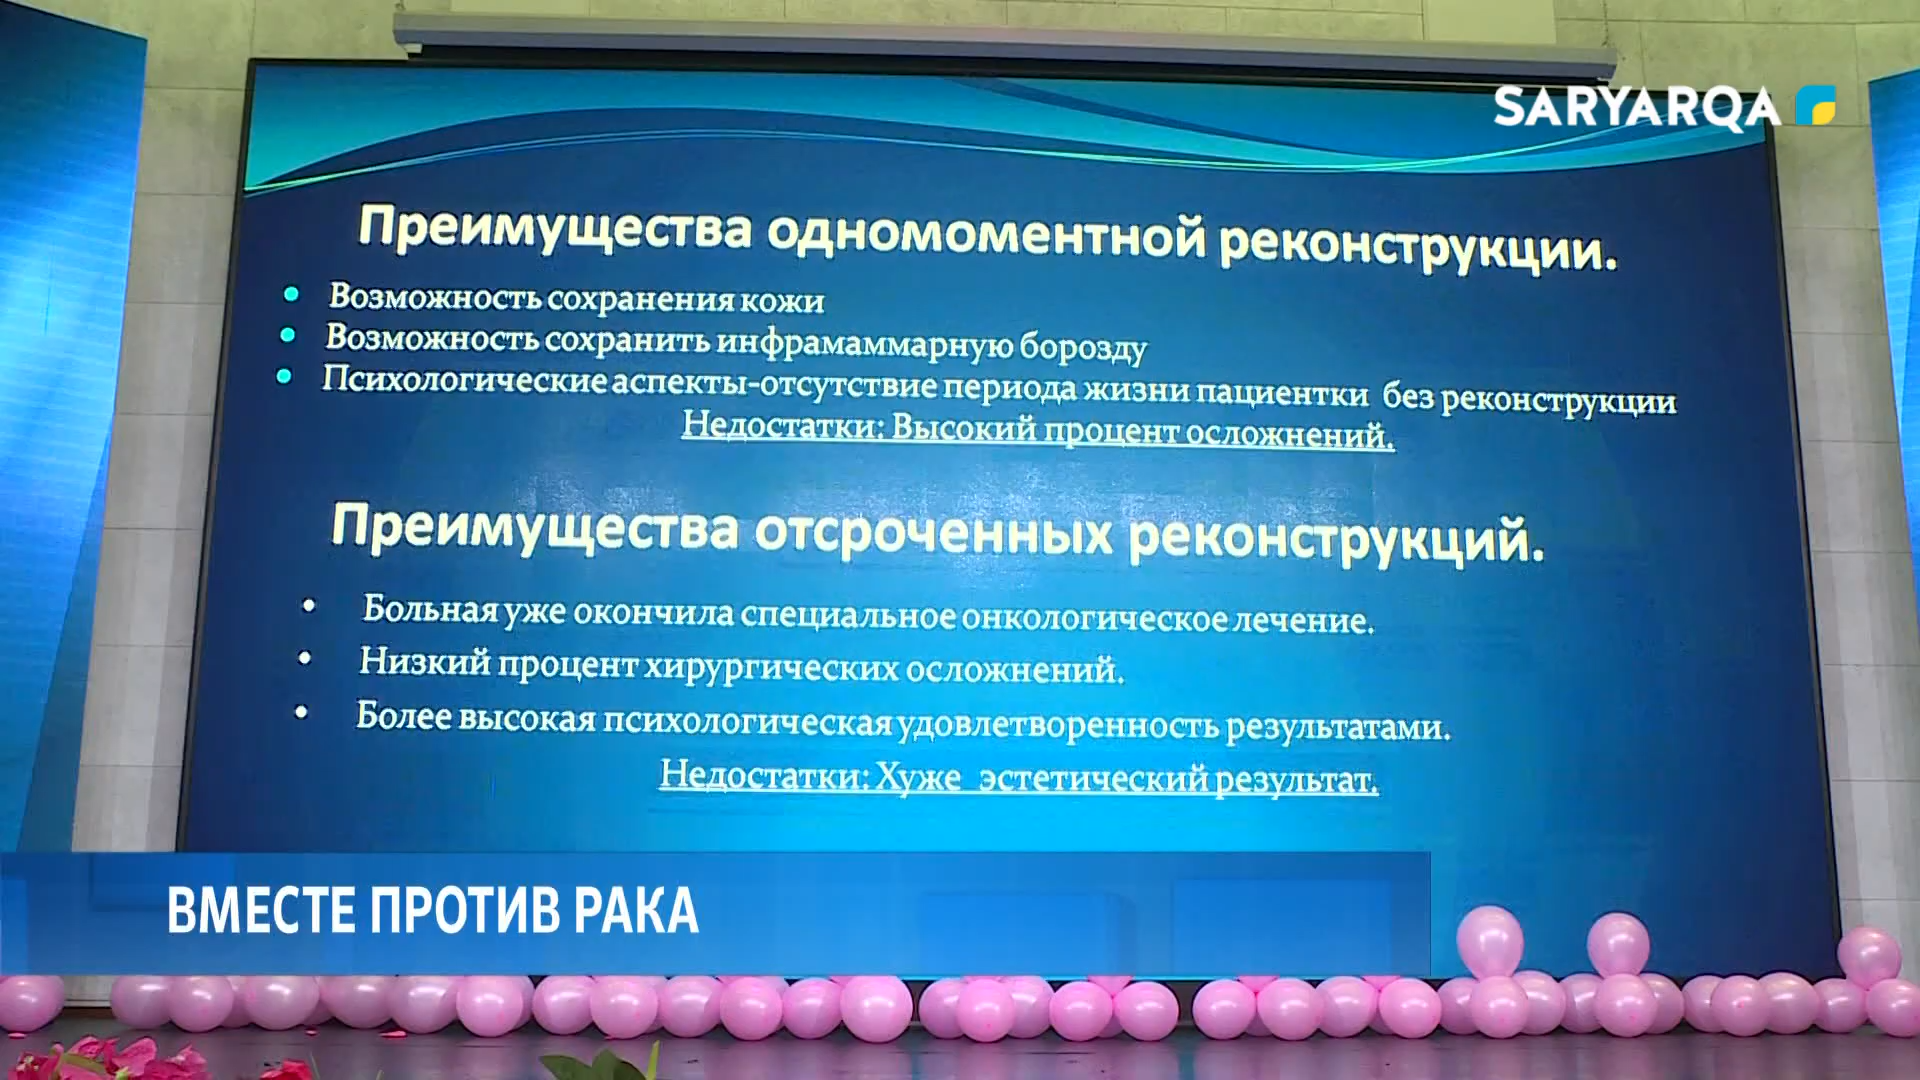 SARYARQA
Преимущества одномоментной реконструкции.
• Возможность сохранения кожи
• Возможность сохранить инфрамаммарную борозду
• Психологические аспекты-отсутствие периода жизни пациентки без реконструкции
Недостатки: Высокий процент осложнений.
Преимущества отсроченных реконструкций.
• Больная уже окончила специальное онкологическое лечение.
• Низкий процент хирургических осложнений.
• Более высокая психологическая удовлетворенность результатами.
Недостатки: Хуже эстетический результат.
ВМЕСТЕ ПРОТИВ РАКА